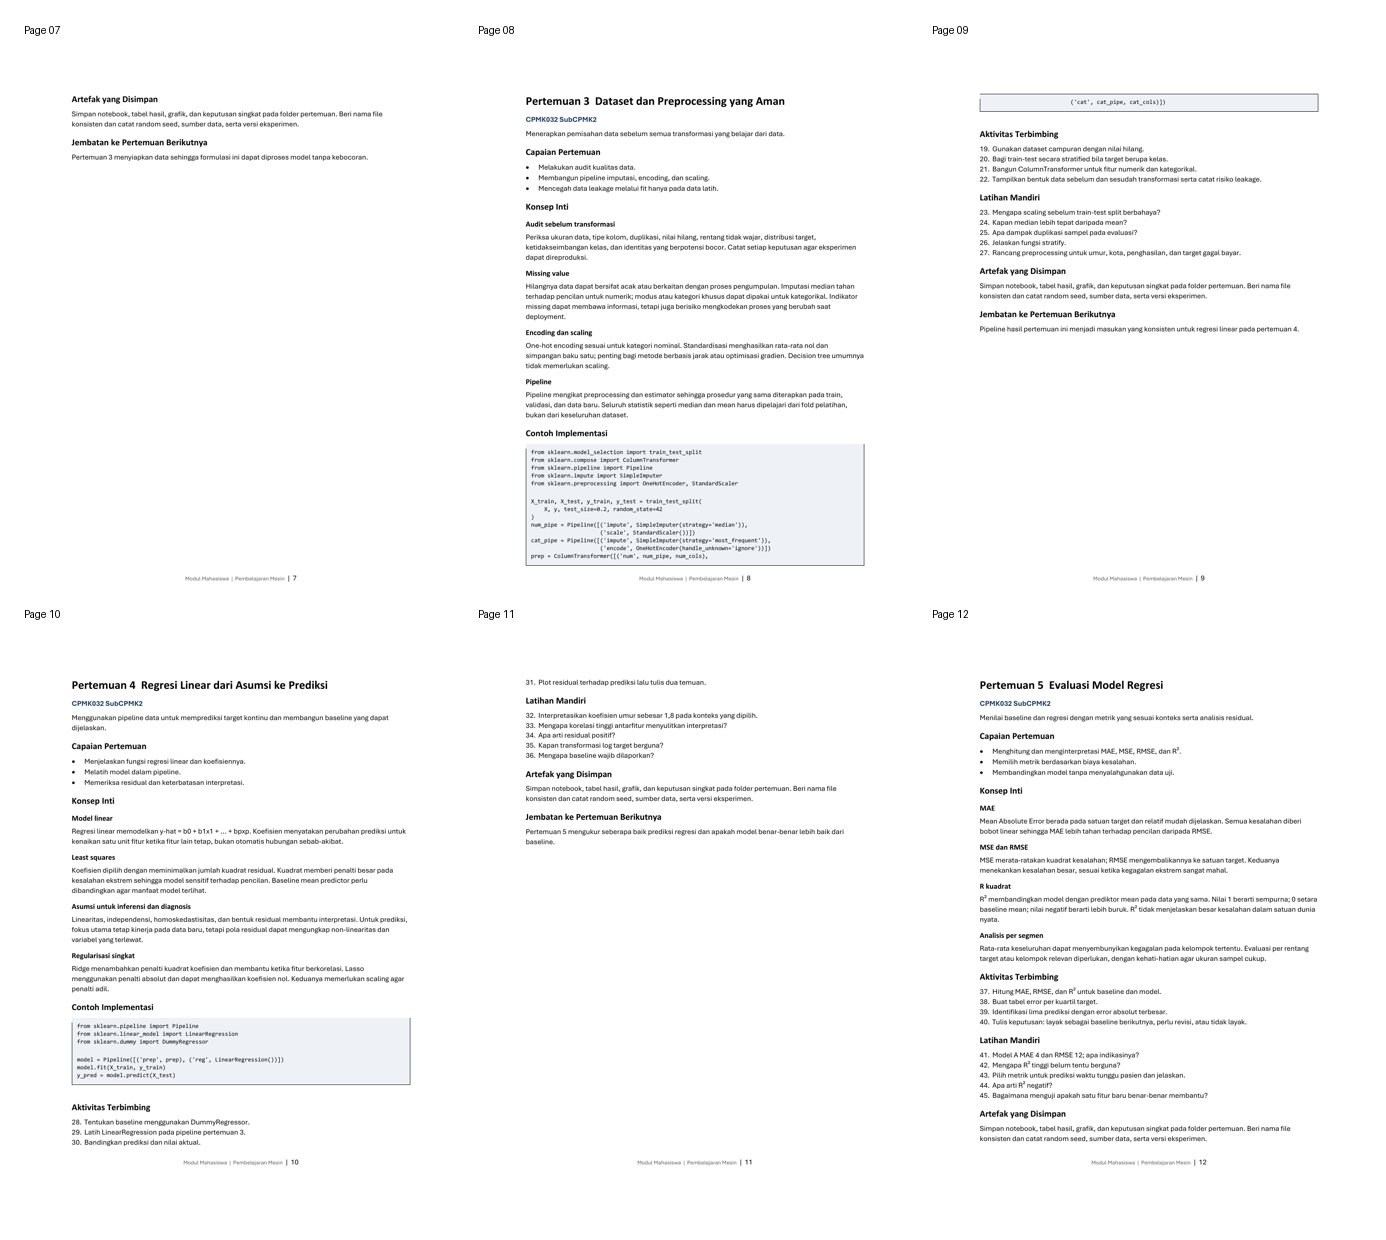 Page 07
Artefak yang Disimpan
Simpan notebook, tabel hasil, grafik, dan keputusan singkat pada folder pertemuan. Beri nama file
konsisten dan catat random seed, sumber data, serta versi eksperimen.
Jembatan ke Pertemuan Berikutnya
Pertemuan 3 menyiapkan data sehingga formulasi ini dapat diproses model tanpa kebocoran.
Modul Mahasiswa | Pembelajaran Mesin | 7
Page 08
Pertemuan 3  Dataset dan Preprocessing yang Aman
CPMK032 SubCPMK2
Menerapkan pemisahan data sebelum semua transformasi yang belajar dari data.
Capaian Pertemuan
• Melakukan audit kualitas data.
• Membangun pipeline imputasi, encoding, dan scaling.
• Mencegah data leakage melalui fit hanya pada data latih.
Konsep Inti
Audit sebelum transformasi
Periksa ukuran data, tipe kolom, duplikasi, nilai hilang, rentang tidak wajar, distribusi target,
ketidakseimbangan kelas, dan identitas yang berpotensi bocor. Catat setiap keputusan agar eksperimen
dapat direproduksi.
Missing value
Hilangnya data dapat bersifat acak atau berkaitan dengan proses pengumpulan. Imputasi median tahan
terhadap pencilan untuk numerik; modus atau kategori khusus dapat dipakai untuk kategorikal. Indikator
missing dapat membawa informasi, tetapi juga berisiko mengkodekan proses yang berubah saat
deployment.
Encoding dan scaling
One-hot encoding sesuai untuk kategori nominal. Standardisasi menghasilkan rata-rata nol dan
simpangan baku satu; penting bagi metode berbasis jarak atau optimisasi gradien. Decision tree umumnya
tidak memerlukan scaling.
Pipeline
Pipeline mengikat preprocessing dan estimator sehingga prosedur yang sama diterapkan pada train,
validasi, dan data baru. Seluruh statistik seperti median dan mean harus dipelajari dari fold pelatihan,
bukan dari keseluruhan dataset.
Contoh Implementasi
from sklearn.model_selection import train_test_split
from sklearn.compose import ColumnTransformer
from sklearn.pipeline import Pipeline
from sklearn.impute import SimpleImputer
from sklearn.preprocessing import OneHotEncoder, StandardScaler
X_train, X_test, y_train, y_test = train_test_split(
    X, y, test_size=0.2, random_state=42
)
num_pipe = Pipeline([('impute', SimpleImputer(strategy='median')),
                    ('scale', StandardScaler())])
cat_pipe = Pipeline([('impute', SimpleImputer(strategy='most_frequent')),
                    ('encode', OneHotEncoder(handle_unknown='ignore'))])
prep = ColumnTransformer([('num', num_pipe, num_cols),
Modul Mahasiswa | Pembelajaran Mesin | 8
Page 09
('cat', cat_pipe, cat_cols)])
Aktivitas Terbimbing
19. Gunakan dataset campuran dengan nilai hilang.
20. Bagi train-test secara stratified bila target berupa kelas.
21. Bangun ColumnTransformer untuk fitur numerik dan kategorikal.
22. Tampilkan bentuk data sebelum dan sesudah transformasi serta catat risiko leakage.
Latihan Mandiri
23. Mengapa scaling sebelum train-test split berbahaya?
24. Kapan median lebih tepat daripada mean?
25. Apa dampak duplikasi sampel pada evaluasi?
26. Jelaskan fungsi stratify.
27. Rancang preprocessing untuk umur, kota, penghasilan, dan target gagal bayar.
Artefak yang Disimpan
Simpan notebook, tabel hasil, grafik, dan keputusan singkat pada folder pertemuan. Beri nama file
konsisten dan catat random seed, sumber data, serta versi eksperimen.
Jembatan ke Pertemuan Berikutnya
Pipeline hasil pertemuan ini menjadi masukan yang konsisten untuk regresi linear pada pertemuan 4.
Modul Mahasiswa | Pembelajaran Mesin | 9
Page 10
Pertemuan 4  Regresi Linear dari Asumsi ke Prediksi
CPMK032 SubCPMK2
Menggunakan pipeline data untuk memprediksi target kontinu dan membangun baseline yang dapat
dijelaskan.
Capaian Pertemuan
• Menjelaskan fungsi regresi linear dan koefisiennya.
• Melatih model dalam pipeline.
• Memeriksa residual dan keterbatasan interpretasi.
Konsep Inti
Model linear
Regresi linear memodelkan y-hat = b0 + b1x1 + ... + bpxp. Koefisien menyatakan perubahan prediksi untuk
kenaikan satu unit fitur ketika fitur lain tetap, bukan otomatis hubungan sebab-akibat.
Least squares
Koefisien dipilih dengan meminimalkan jumlah kuadrat residual. Kuadrat memberi penalti besar pada
kesalahan ekstrem sehingga model sensitif terhadap pencilan. Baseline mean predictor perlu
dibandingkan agar manfaat model terlihat.
Asumsi untuk inferensi dan diagnosis
Linearitas, independensi, homoskedastisitas, dan bentuk residual membantu interpretasi. Untuk prediksi,
fokus utama tetap kinerja pada data baru, tetapi pola residual dapat mengungkap non-linearitas dan
variabel yang terlewat.
Regularisasi singkat
Ridge menambahkan penalti kuadrat koefisien dan membantu ketika fitur berkorelasi. Lasso
menggunakan penalti absolut dan dapat menghasilkan koefisien nol. Keduanya memerlukan scaling agar
penalti adil.
Contoh Implementasi
from sklearn.pipeline import Pipeline
from sklearn.linear_model import LinearRegression
from sklearn.dummy import DummyRegressor
model = Pipeline([('prep', prep), ('reg', LinearRegression())])
model.fit(X_train, y_train)
y_pred = model.predict(X_test)
Aktivitas Terbimbing
28. Tentukan baseline menggunakan DummyRegressor.
29. Latih LinearRegression pada pipeline pertemuan 3.
30. Bandingkan prediksi dan nilai aktual.
Modul Mahasiswa | Pembelajaran Mesin | 10
Page 11
31. Plot residual terhadap prediksi lalu tulis dua temuan.
Latihan Mandiri
32. Interpretasikan koefisien umur sebesar 1,8 pada konteks yang dipilih.
33. Mengapa korelasi tinggi antarfitur menyulitkan interpretasi?
34. Apa arti residual positif?
35. Kapan transformasi log target berguna?
36. Mengapa baseline wajib dilaporkan?
Artefak yang Disimpan
Simpan notebook, tabel hasil, grafik, dan keputusan singkat pada folder pertemuan. Beri nama file
konsisten dan catat random seed, sumber data, serta versi eksperimen.
Jembatan ke Pertemuan Berikutnya
Pertemuan 5 mengukur seberapa baik prediksi regresi dan apakah model benar-benar lebih baik dari
baseline.
Modul Mahasiswa | Pembelajaran Mesin | 11
Page 12
Pertemuan 5  Evaluasi Model Regresi
CPMK032 SubCPMK2
Menilai baseline dan regresi dengan metrik yang sesuai konteks serta analisis residual.
Capaian Pertemuan
• Menghitung dan menginterpretasi MAE, MSE, RMSE, dan R².
• Memilih metrik berdasarkan biaya kesalahan.
• Membandingkan model tanpa menyalahgunakan data uji.
Konsep Inti
MAE
Mean Absolute Error berada pada satuan target dan relatif mudah dijelaskan. Semua kesalahan diberi
bobot linear sehingga MAE lebih tahan terhadap pencilan daripada RMSE.
MSE dan RMSE
MSE merata-ratakan kuadrat kesalahan; RMSE mengembalikannya ke satuan target. Keduanya
menekankan kesalahan besar, sesuai ketika kegagalan ekstrem sangat mahal.
R kuadrat
R² membandingkan model dengan prediktor mean pada data yang sama. Nilai 1 berarti sempurna; 0 setara
baseline mean; nilai negatif berarti lebih buruk. R² tidak menjelaskan besar kesalahan dalam satuan dunia
nyata.
Analisis per segmen
Rata-rata keseluruhan dapat menyembunyikan kegagalan pada kelompok tertentu. Evaluasi per rentang
target atau kelompok relevan diperlukan, dengan kehati-hatian agar ukuran sampel cukup.
Aktivitas Terbimbing
37. Hitung MAE, RMSE, dan R² untuk baseline dan model.
38. Buat tabel error per kuartil target.
39. Identifikasi lima prediksi dengan error absolut terbesar.
40. Tulis keputusan: layak sebagai baseline berikutnya, perlu revisi, atau tidak layak.
Latihan Mandiri
41. Model A MAE 4 dan RMSE 12; apa indikasinya?
42. Mengapa R² tinggi belum tentu berguna?
43. Pilih metrik untuk prediksi waktu tunggu pasien dan jelaskan.
44. Apa arti R² negatif?
45. Bagaimana menguji apakah satu fitur baru benar-benar membantu?
Artefak yang Disimpan
Simpan notebook, tabel hasil, grafik, dan keputusan singkat pada folder pertemuan. Beri nama file
konsisten dan catat random seed, sumber data, serta versi eksperimen.
Modul Mahasiswa | Pembelajaran Mesin | 12